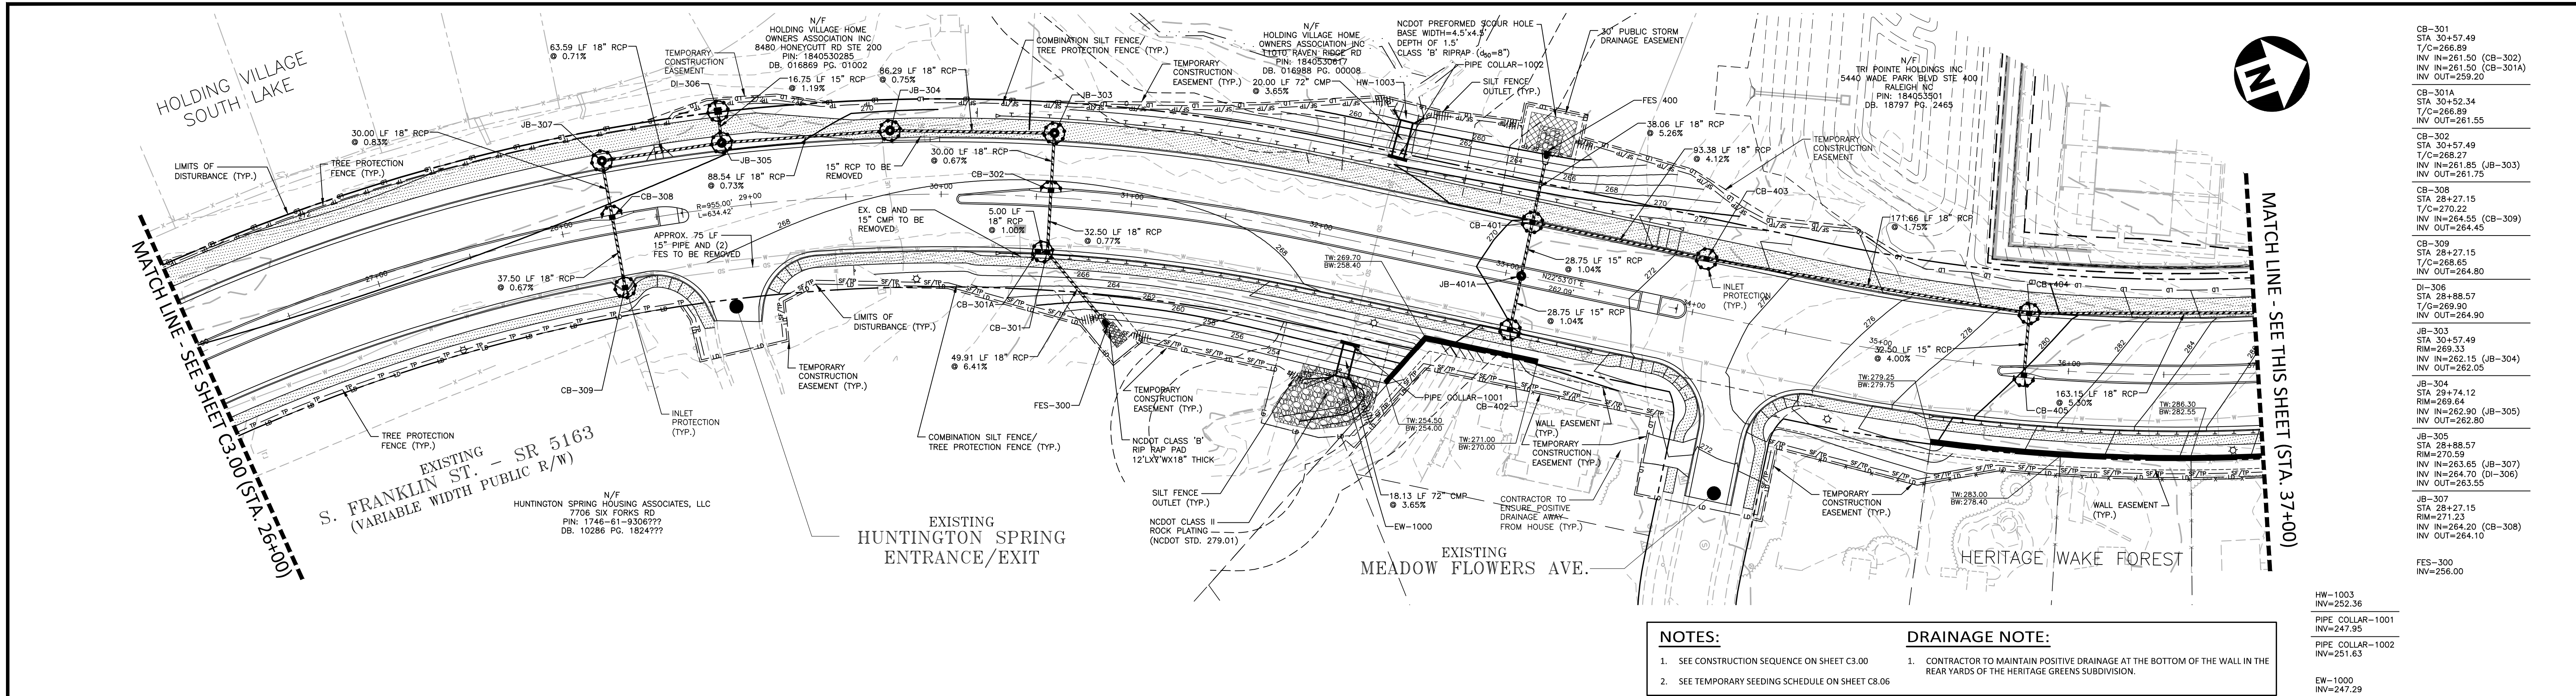 HOLDING VILLAGE
SOUTH LAKE
63.59 LF 18" RCP
@ 0.71%
TEMPORARY
CONSTRUCTION
EASEMENT
N/F
HOLDING VILLAGE HOME
OWNERS ASSOCIATION INC
8480 HONEYCUTT RD STE 200
PIN: 1840530285
DB. 016869 PG. 01002
16.75 LF 15" RCP
@ 1.19%
DI-306
86.29 LF 18" RCP
@ 0.75%
JB-304
COMBINATION SILT FENCE/
TREE PROTECTION FENCE (TYP.)
JB-303
TEMPORARY
CONSTRUCTION
EASEMENT (TYP.)
N/F
HOLDING VILLAGE HOME
OWNERS ASSOCIATION INC
11010 RAVEN RIDGE RD
PIN: 1840530617
DB. 016988 PG. 00008
20.00 LF 72" CMP
@ 3.65%
HW-1003
NCDOT PREFORMED SCOUR HOLE
BASE WIDTH=4.5'x4.5'
DEPTH OF 1.5'
CLASS 'B' RIPRAP (d50=8")
PIPE COLLAR-1002
SILT FENCE
OUTLET (TYP.)
30' PUBLIC STORM
DRAINAGE EASEMENT
FES 400
38.06 LF 18" RCP
@ 5.26%
93.38 LF 18" RCP
@ 4.12%
TEMPORARY
CONSTRUCTION
EASEMENT
N/F
TRI POINTE HOLDINGS INC
5440 WADE PARK BLVD STE 400
RALEIGH NC
PIN: 184053501
DB. 18797 PG. 2465
N
JB-307
30.00 LF 18" RCP
@ 0.83%
LIMITS OF
DISTURBANCE (TYP.)
TREE PROTECTION
FENCE (TYP.)
JB-305
88.54 LF 18" RCP
@ 0.73%
15" RCP TO BE
REMOVED
30.00 LF 18" RCP
@ 0.67%
CB-302
CB-308
R=955.00'
L=634.42'
EX. CB AND
15" CMP TO BE
REMOVED
5.00 LF
18" RCP
@ 1.00%
32.50 LF 18" RCP
@ 0.77%
APPROX. 75 LF
15" PIPE AND (2)
FES TO BE REMOVED
37.50 LF 18" RCP
@ 0.67%
27+00
28+00
29+00
30+00
31+00
32+00
33+00
34+00
35+00
36+00
N22°53'01"E
262.09'
CB-401
CB-403
171.66 LF 18" RCP
@ 1.75%
28.75 LF 15" RCP
@ 1.04%
JB-401A
28.75 LF 15" RCP
@ 1.04%
INLET
PROTECTION
(TYP.)
CB-404
32.50 LF 15" RCP
@ 4.00%
163.15 LF 18" RCP
@ 5.30%
CB-405
TW:269.70
BW:258.40
TW:279.25
BW:279.75
TW:286.30
BW:282.55
CB-301A
CB-301
LIMITS OF
DISTURBANCE (TYP.)
49.91 LF 18" RCP
@ 6.41%
TEMPORARY
CONSTRUCTION
EASEMENT (TYP.)
CB-309
INLET
PROTECTION
(TYP.)
FES-300
TEMPORARY
CONSTRUCTION
EASEMENT (TYP.)
PIPE COLLAR-1001
CB-402
TW:254.50
BW:254.00
TW:271.00
BW:270.00
WALL EASEMENT
(TYP.)
TEMPORARY
CONSTRUCTION
EASEMENT (TYP.)
TREE PROTECTION
FENCE (TYP.)
COMBINATION SILT FENCE/
TREE PROTECTION FENCE (TYP.)
NCDOT CLASS 'B'
RIP RAP PAD
12'LX7'WX18" THICK
EXISTING
S. FRANKLIN ST. - SR 5163
(VARIABLE WIDTH PUBLIC R/W)
N/F
HUNTINGTON SPRING HOUSING ASSOCIATES, LLC
7706 SIX FORKS RD
PIN: 1746-61-9306???
DB. 10286 PG. 1824???
EXISTING
HUNTINGTON SPRING
ENTRANCE/EXIT
SILT FENCE
OUTLET (TYP.)
NCDOT CLASS II
ROCK PLATING
(NCDOT STD. 279.01)
18.13 LF 72" CMP
@ 3.65%
EW-1000
CONTRACTOR TO
ENSURE POSITIVE
DRAINAGE AWAY
FROM HOUSE (TYP.)
EXISTING
MEADOW FLOWERS AVE.
TEMPORARY
CONSTRUCTION
EASEMENT (TYP.)
TW:283.00
BW:278.40
WALL EASEMENT
(TYP.)
HERITAGE WAKE FOREST
MATCH LINE - SEE SHEET C3.00 (STA. 26+00)
MATCH LINE - SEE THIS SHEET (STA. 37+00)
CB-301
STA 30+57.49
T/C=266.89
INV IN=261.50 (CB-302)
INV IN=261.50 (CB-301A)
INV OUT=259.20
CB-301A
STA 30+52.34
T/C=266.89
INV OUT=261.55
CB-302
STA 30+57.49
T/C=268.27
INV IN=261.85 (JB-303)
INV OUT=261.75
CB-308
STA 28+27.15
T/C=270.22
INV IN=264.55 (CB-309)
INV OUT=264.45
CB-309
STA 28+27.15
T/C=268.65
INV OUT=264.80
DI-306
STA 28+88.57
T/G=269.90
INV OUT=264.90
JB-303
STA 30+57.49
RIM=269.33
INV IN=262.15 (JB-304)
INV OUT=262.05
JB-304
STA 29+74.12
RIM=269.64
INV IN=262.90 (JB-305)
INV OUT=262.80
JB-305
STA 28+88.57
RIM=270.59
INV IN=263.65 (JB-307)
INV IN=264.70 (DI-306)
INV OUT=263.55
JB-307
STA 28+27.15
RIM=271.23
INV IN=264.20 (CB-308)
INV OUT=264.10
FES-300
INV=256.00
HW-1003
INV=252.36
PIPE COLLAR-1001
INV=247.95
PIPE COLLAR-1002
INV=251.63
EW-1000
INV=247.29
NOTES:
1. SEE CONSTRUCTION SEQUENCE ON SHEET C3.00
2. SEE TEMPORARY SEEDING SCHEDULE ON SHEET C8.06
DRAINAGE NOTE:
1. CONTRACTOR TO MAINTAIN POSITIVE DRAINAGE AT THE BOTTOM OF THE WALL IN THE
REAR YARDS OF THE HERITAGE GREENS SUBDIVISION.